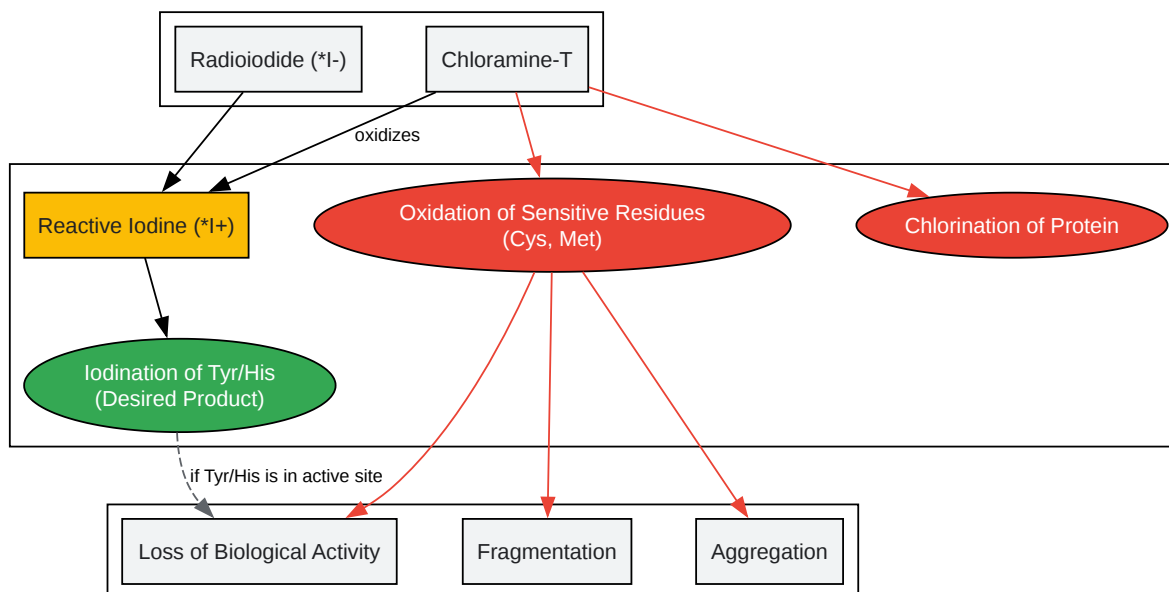 Radioiodide (*I-)
Chloramine-T
oxidizes
Reactive Iodine (*I+)
Oxidation of Sensitive Residues
(Cys, Met)
Chlorination of Protein
Iodination of Tyr/His
(Desired Product)
if Tyr/His is in active site
Loss of Biological Activity
Fragmentation
Aggregation